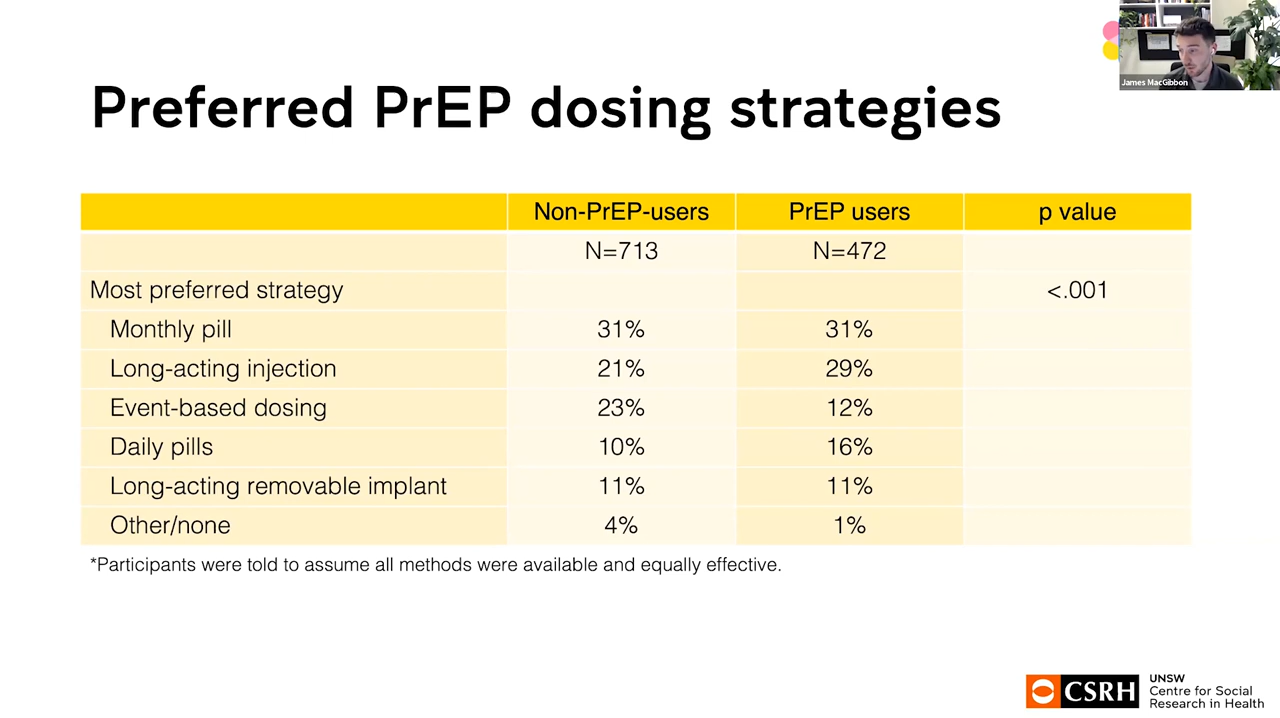 James MacGibbon
Preferred PrEP dosing strategies
Non-PrEP-users PrEP users p value
N=713 N=472
Most preferred strategy <.001
Monthly pill 31% 31%
Long-acting injection 21% 29%
Event-based dosing 23% 12%
Daily pills 10% 16%
Long-acting removable implant 11% 11%
Other/none 4% 1%
*Participants were told to assume all methods were available and equally effective.
CSRH
UNSW
Centre for Social
Research in Health